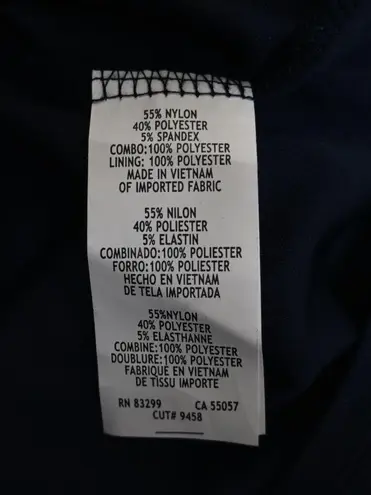 55% NYLON
40% POLYESTER
5% SPANDEX
COMBO:100% POLYESTER
LINING: 100% POLYESTER
MADE IN VIETNAM
OF IMPORTED FABRIC
55% NILON
40% POLIESTER
5% ELASTIN
COMBINADO:100% POLIESTER
FORRO:100% POLIESTER
HECHO EN VIETNAM
DE TELA IMPORTADA
55%NYLON
40% POLYESTER
5% ELASTHANNE
COMBINE:100% POLYESTER
DOUBLURE:100% POLYESTER
FABRIQUÉ EN VIETNAM
DE TISSU IMPORTE
RN 83299 CA 55057
CUT# 9458